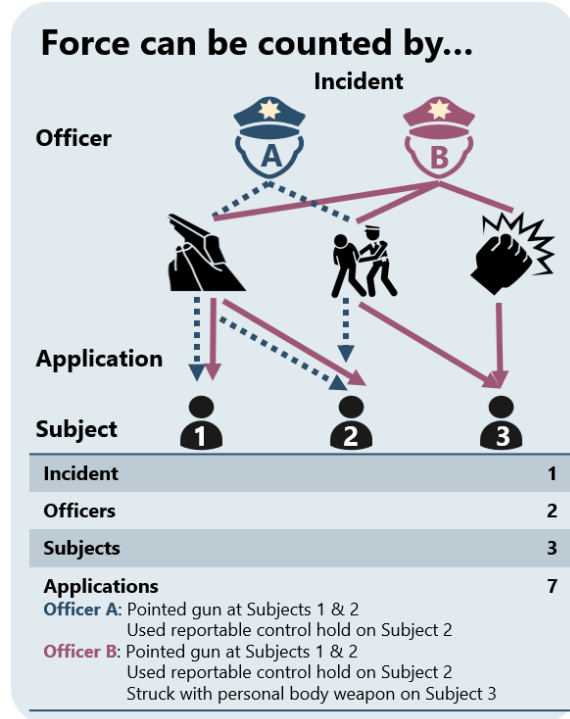 Force can be counted by...
Incident
Officer
A
B
Application
Subject
1
2
3
Incident 1
Officers 2
Subjects 3
Applications 7
Officer A: Pointed gun at Subjects 1 & 2
Used reportable control hold on Subject 2
Officer B: Pointed gun at Subjects 1 & 2
Used reportable control hold on Subject 2
Struck with personal body weapon on Subject 3